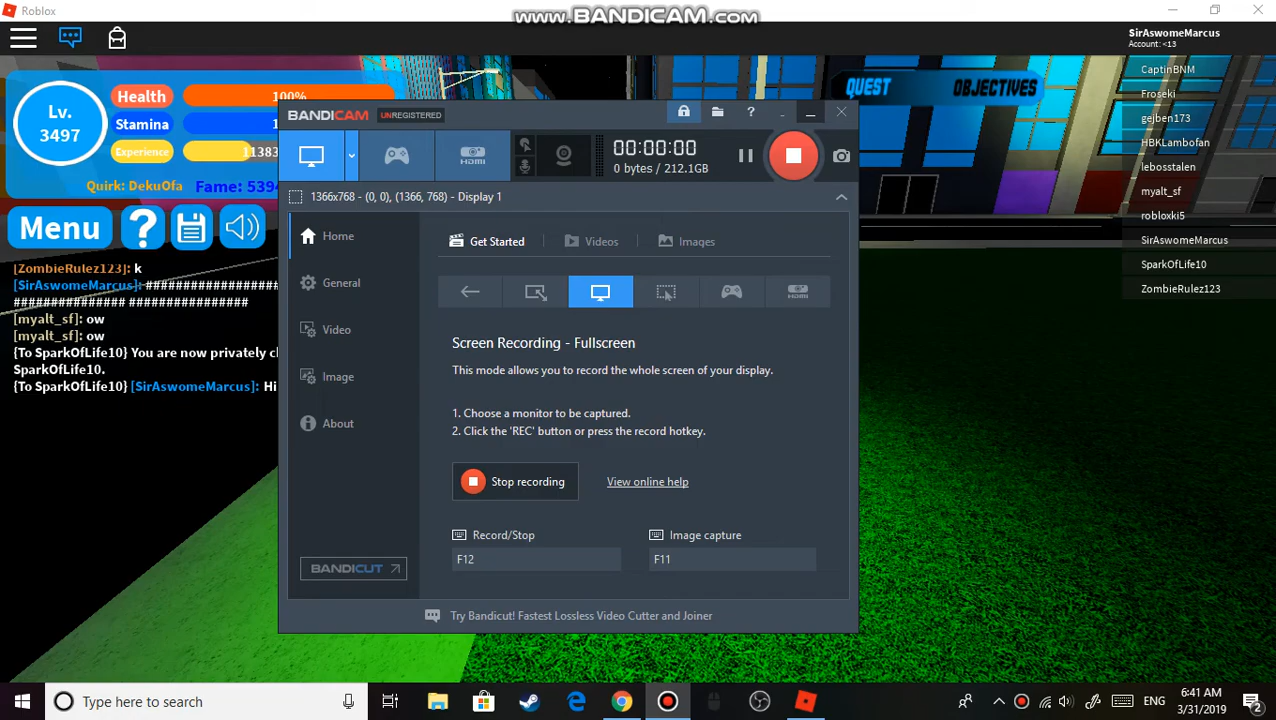 Roblox
www.BANDICAM.com
SirAswomeMarcus
Account: <13
CaptinBNM
Froseki
gejben173
HBKLambofan
lebosstalen
myalt_sf
robloxki5
SirAswomeMarcus
SparkOfLife10
ZombieRulez123
QUEST OBJECTIVES
Lv.
3497
Health 100%
Stamina
Experience 11383
Quirk: DekuOfa Fame: 5394
Menu ?
[ZombieRulez123]: k
[SirAswomeMarcus]: ################
############## ###############
[myalt_sf]: ow
[myalt_sf]: ow
{To SparkOfLife10} You are now privately
SparkOfLife10.
{To SparkOfLife10} [SirAswomeMarcus]: Hi
BANDICAM UNREGISTERED
?
HDMI
00:00:00
0 bytes / 212.1GB
1366x768 - (0, 0), (1366, 768) - Display 1
Home
General
Video
Image
About
BANDICUT
Get Started Videos Images
HDMI
Screen Recording - Fullscreen
This mode allows you to record the whole screen of your display.
1. Choose a monitor to be captured.
2. Click the 'REC' button or press the record hotkey.
Stop recording View online help
Record/Stop Image capture
F12 F11
Try Bandicut! Fastest Lossless Video Cutter and Joiner
Type here to search
ENG
6:41 AM
3/31/2019
2